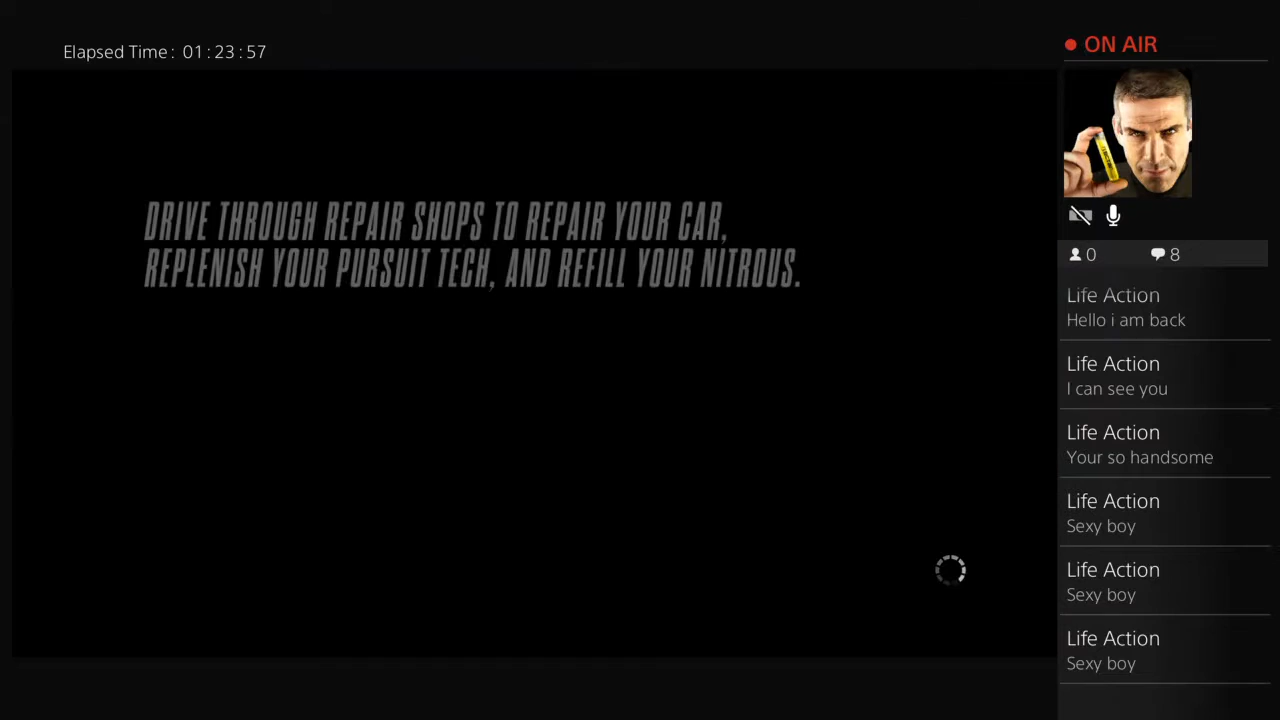 Elapsed Time: 01:23:57
ON AIR
DRIVE THROUGH REPAIR SHOPS TO REPAIR YOUR CAR,
REPLENISH YOUR PURSUIT TECH, AND REFILL YOUR NITROUS.
0 8
Life Action
Hello i am back
Life Action
I can see you
Life Action
Your so handsome
Life Action
Sexy boy
Life Action
Sexy boy
Life Action
Sexy boy